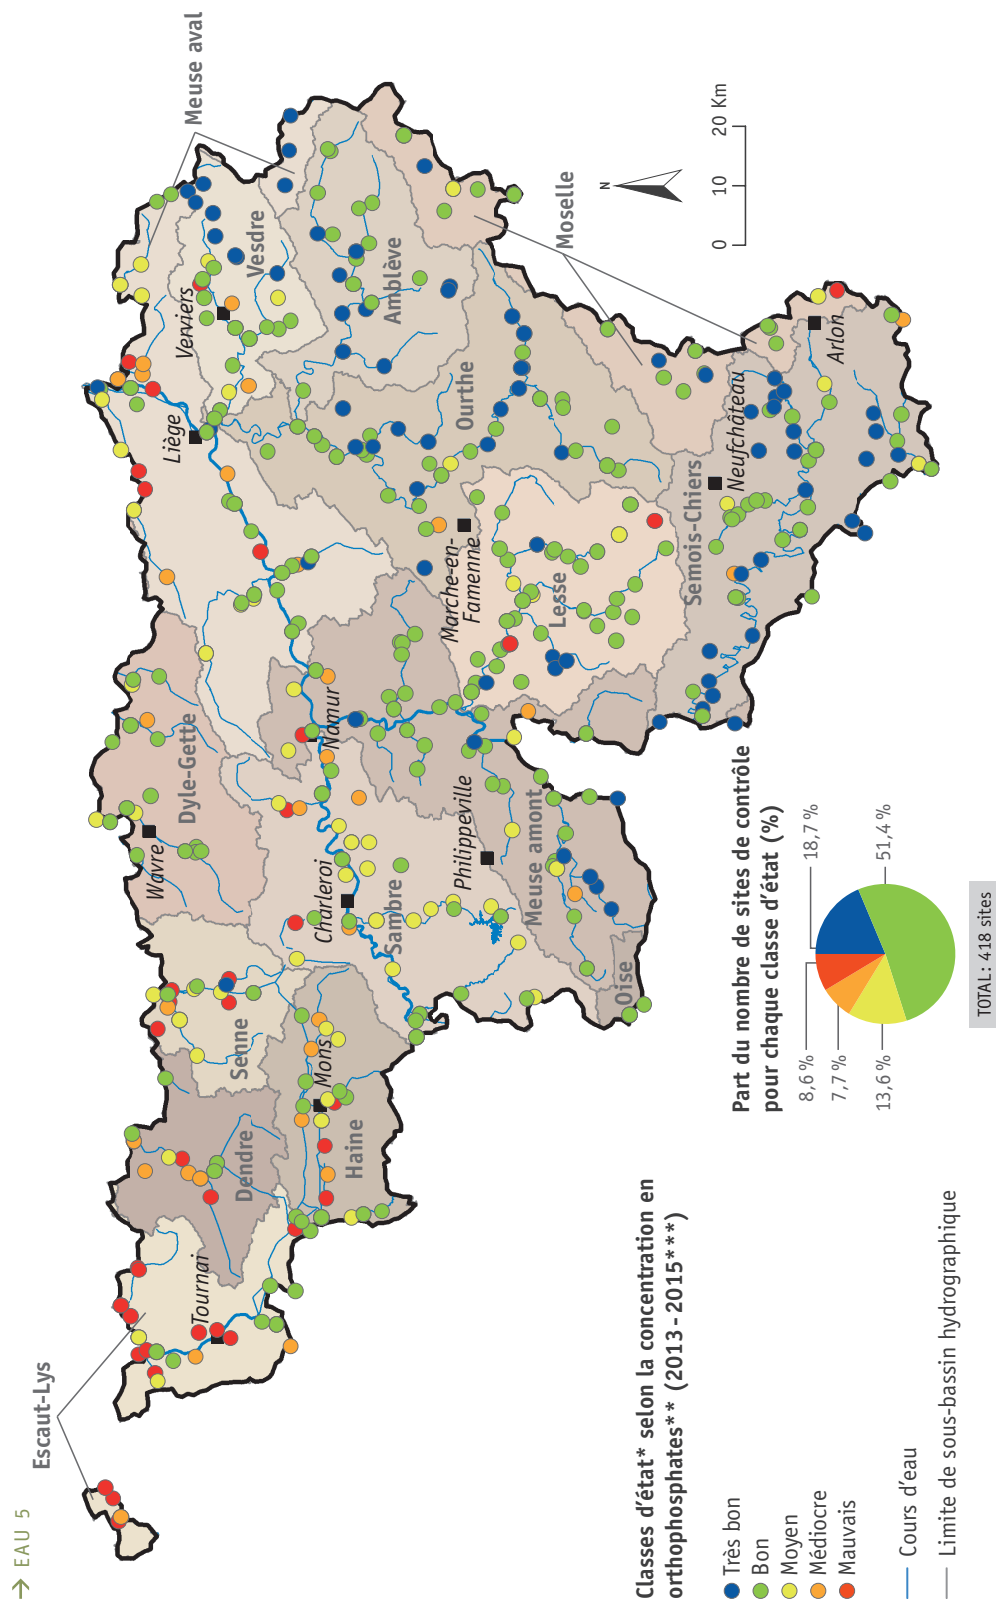 → EAU 5
Escaut-Lys
Meuse aval
Tournai
Dendre
Senne
Wavre
Dyle-Gette
Liège
Verviers
Vesdre
Haine
Mons
Charleroi
Sambre
Namur
Amblève
Ourthe
Moselle
Philippeville
Marche-en-
Famenne
Lesse
Meuse amont
Oise
Semois-Chiers
Neufchâteau
Arlon
N
0
10
20 Km
Classes d'état* selon la concentration en
orthophosphates** (2013 - 2015***)
Très bon
Bon
Moyen
Médiocre
Mauvais
Cours d'eau
Limite de sous-bassin hydrographique
Part du nombre de sites de contrôle
pour chaque classe d'état (%)
8,6 %
7,7 %
13,6 %
18,7 %
51,4 %
TOTAL: 418 sites